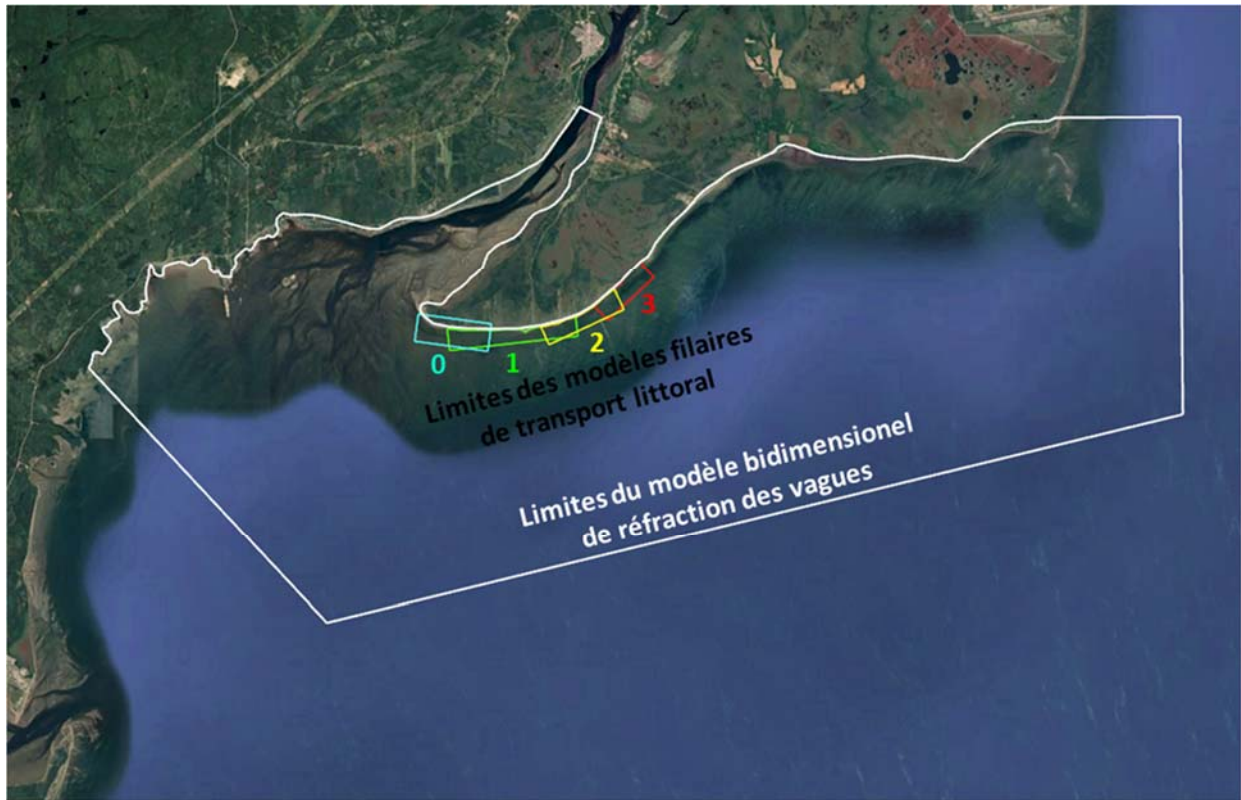 0
1
2
3
Limites des modèles filaires
de transport littoral
Limites du modèle bidimensionel
de réfraction des vagues